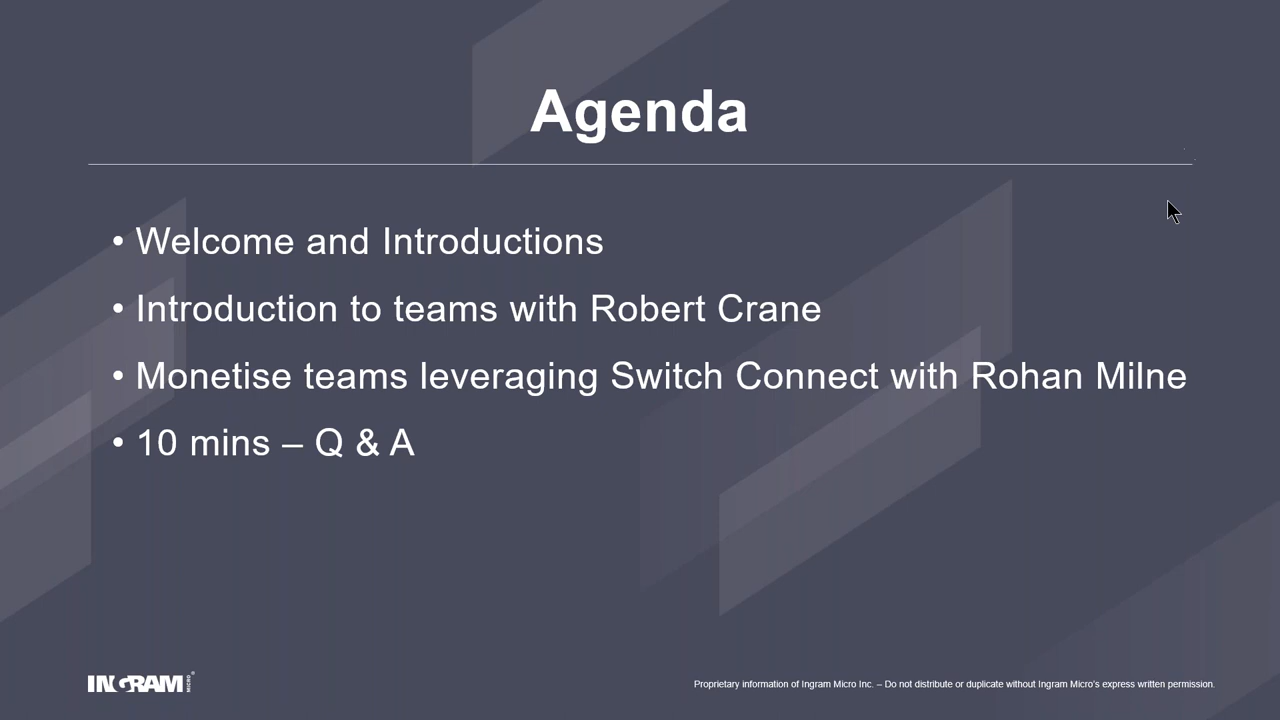 Agenda
• Welcome and Introductions
• Introduction to teams with Robert Crane
• Monetise teams leveraging Switch Connect with Rohan Milne
• 10 mins – Q & A
INGRAM MICRO®
Proprietary information of Ingram Micro Inc. – Do not distribute or duplicate without Ingram Micro's express written permission.